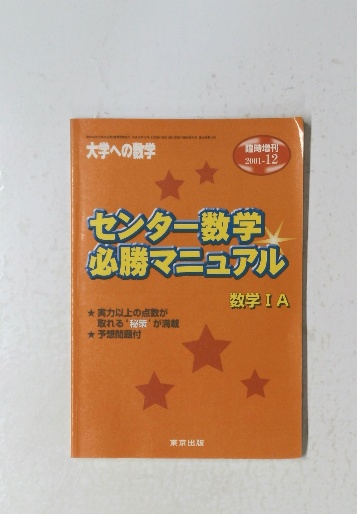 大学への数学
臨時増刊
2001-12
センター数学
必勝マニュアル
数学ⅠA
★実力以上の点数が
取れる“秘策”が満載
★予想問題付
東京出版